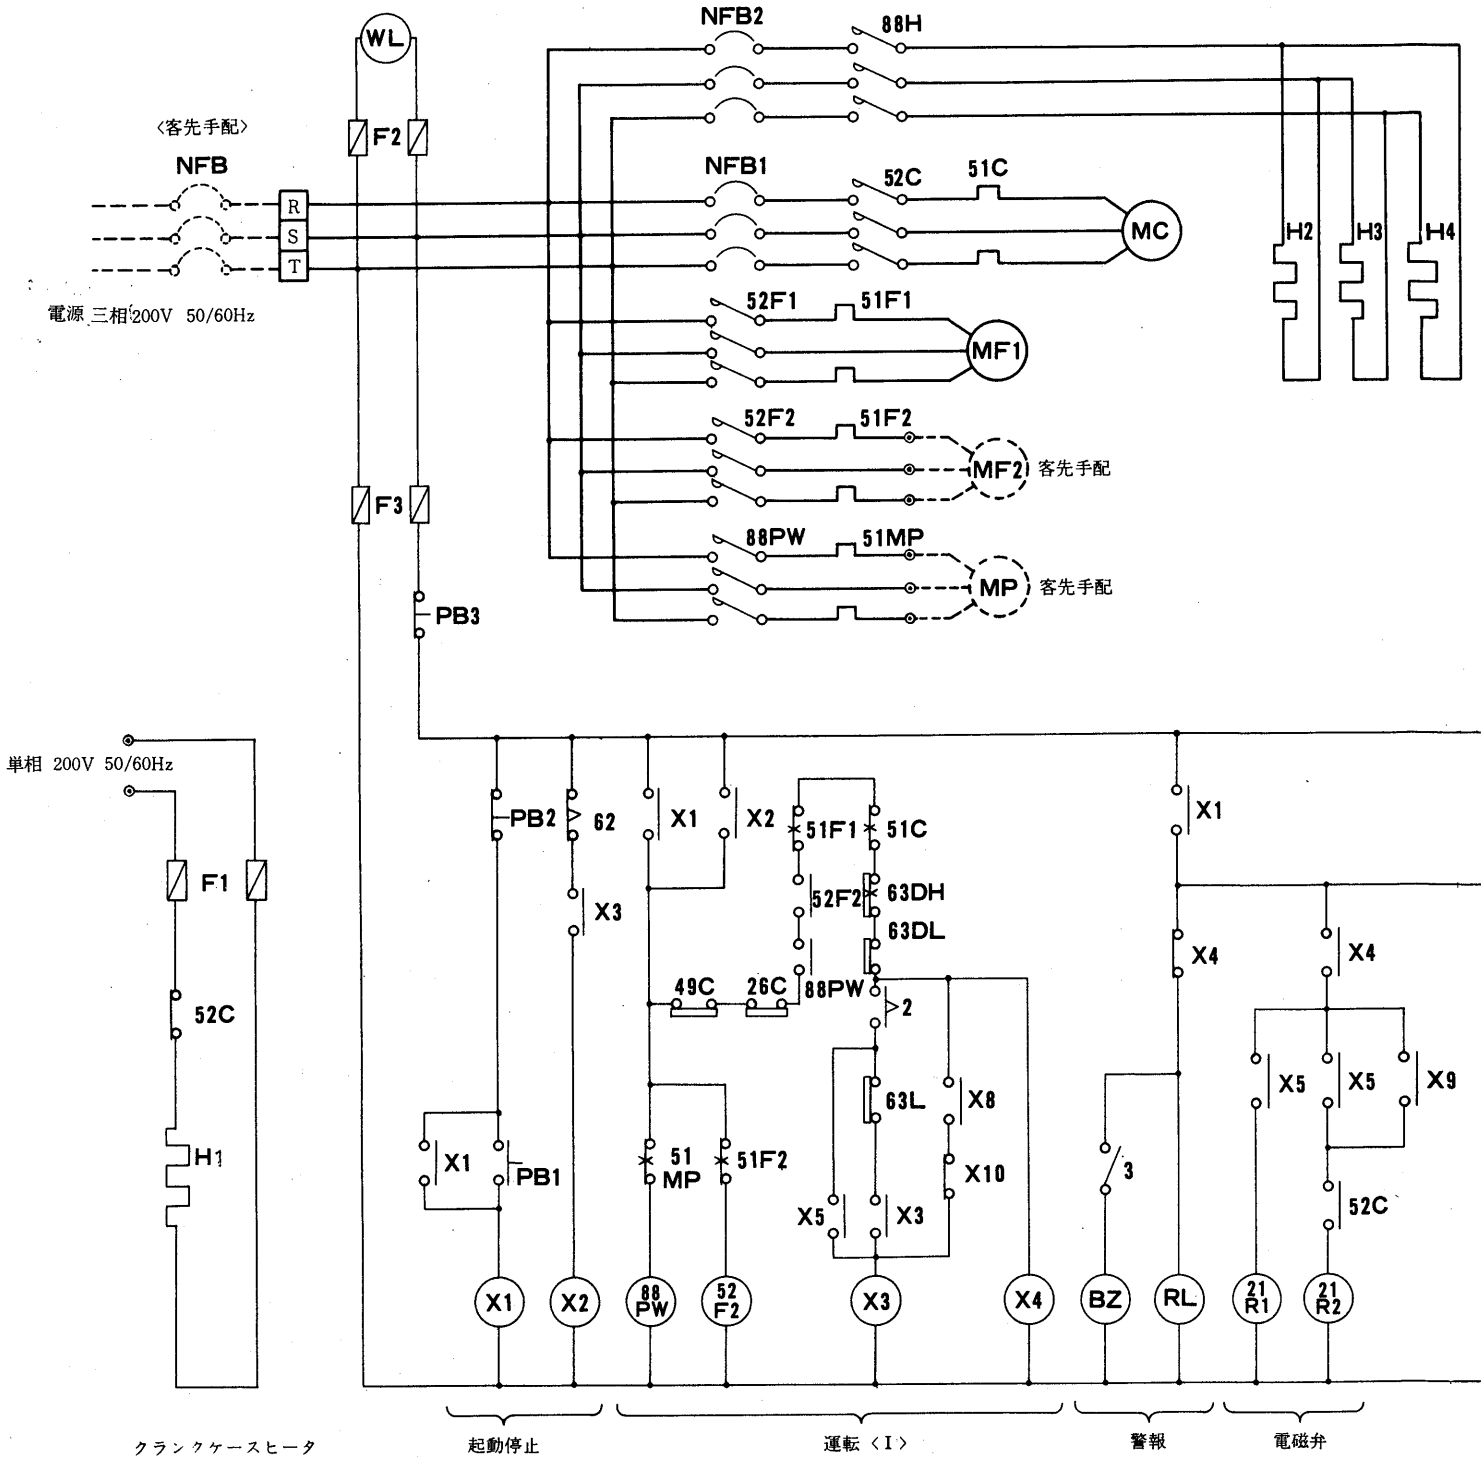 WL
NFB2
88H
〈客先手配〉
F2
NFB
NFB1
52C
51C
R
S
T
MC
H2
H3
H4
電源 三相 200V 50/60Hz
52F1
51F1
MF1
52F2
51F2
MF2
客先手配
F3
88PW
51MP
MP
客先手配
PB3
単相 200V 50/60Hz
PB2
62
X1
X2
51F1
51C
X1
F1
X3
52F2
63DH
63DL
X4
X4
49C
26C
88PW
2
52C
X5
X5
X9
63L
X8
H1
X1
PB1
51
MP
51F2
X10
3
X5
X3
52C
X1
X2
88
PW
52
F2
X3
X4
BZ
RL
21
R1
21
R2
クランクケースヒータ
起動停止
運転〈I〉
警報
電磁弁